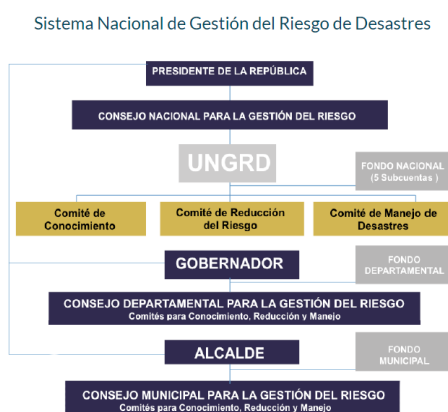 Sistema Nacional de Gestión del Riesgo de Desastres
PRESIDENTE DE LA REPÚBLICA
CONSEJO NACIONAL PARA LA GESTIÓN DEL RIESGO
UNGRD
FONDO NACIONAL
(5 Subcuentas )
Comité de
Conocimiento
Comité de Reducción
del Riesgo
Comité de Manejo de
Desastres
GOBERNADOR
FONDO
DEPARTAMENTAL
CONSEJO DEPARTAMENTAL PARA LA GESTIÓN DEL RIESGO
Comités para Conocimiento, Reducción y Manejo
ALCALDE
FONDO
MUNICIPAL
CONSEJO MUNICIPAL PARA LA GESTIÓN DEL RIESGO
Comités para Conocimiento, Reducción y Manejo